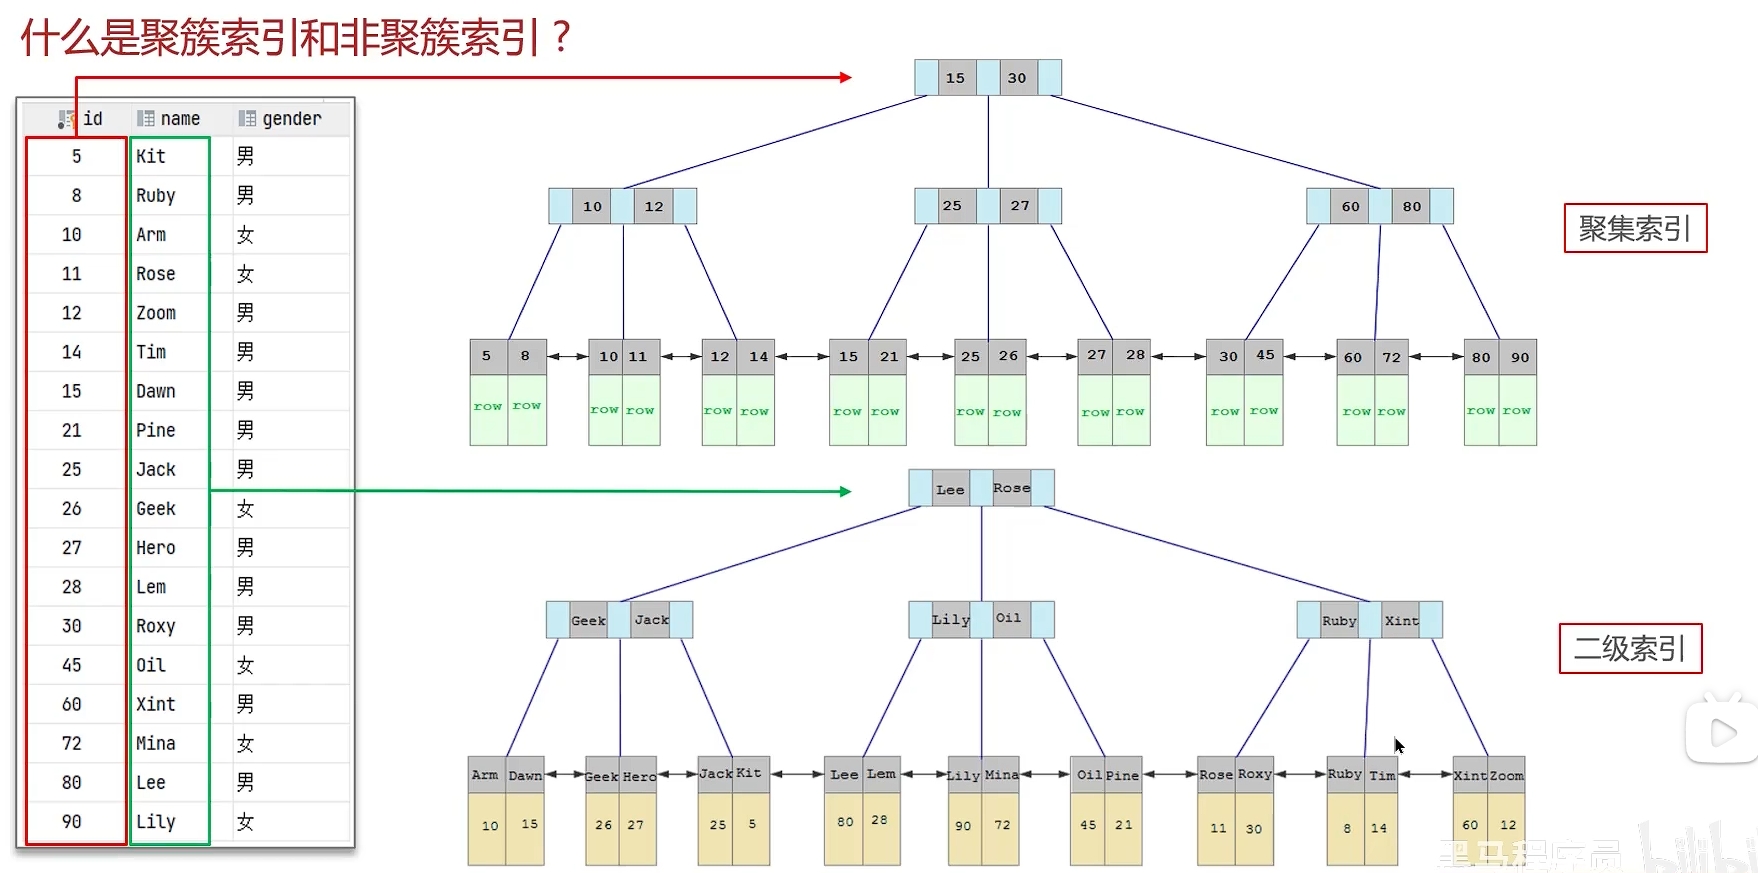 什么是聚簇索引和非聚簇索引？
id name gender
5 Kit 男
8 Ruby 男
10 Arm 女
11 Rose 女
12 Zoom 男
14 Tim 男
15 Dawn 男
21 Pine 男
25 Jack 男
26 Geek 女
27 Hero 男
28 Lem 男
30 Roxy 男
45 Oil 女
60 Xint 男
72 Mina 女
80 Lee 男
90 Lily 女
15 30
10 12 25 27 60 80
聚集索引
5 8 10 11 12 14 15 21 25 26 27 28 30 45 60 72 80 90
row row row row row row row row row row row row row row row row row row
Lee Rose
Geek Jack Lily Oil Ruby Xint
二级索引
Arm Dawn Geek Hero Jack Kit Lee Lem Lily Mina Oil Pine Rose Roxy Ruby Tim Xint Zoom
10 15 26 27 25 5 80 28 90 72 45 21 11 30 8 14 60 12
黑马程序员 bilibili